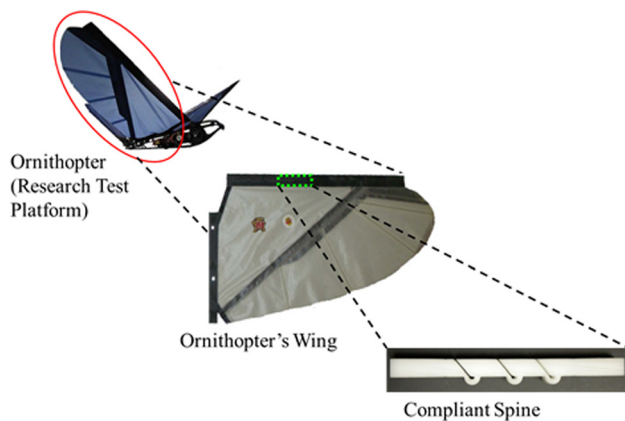 Ornithopter
(Research Test
Platform)
Ornithopter's Wing
Compliant Spine